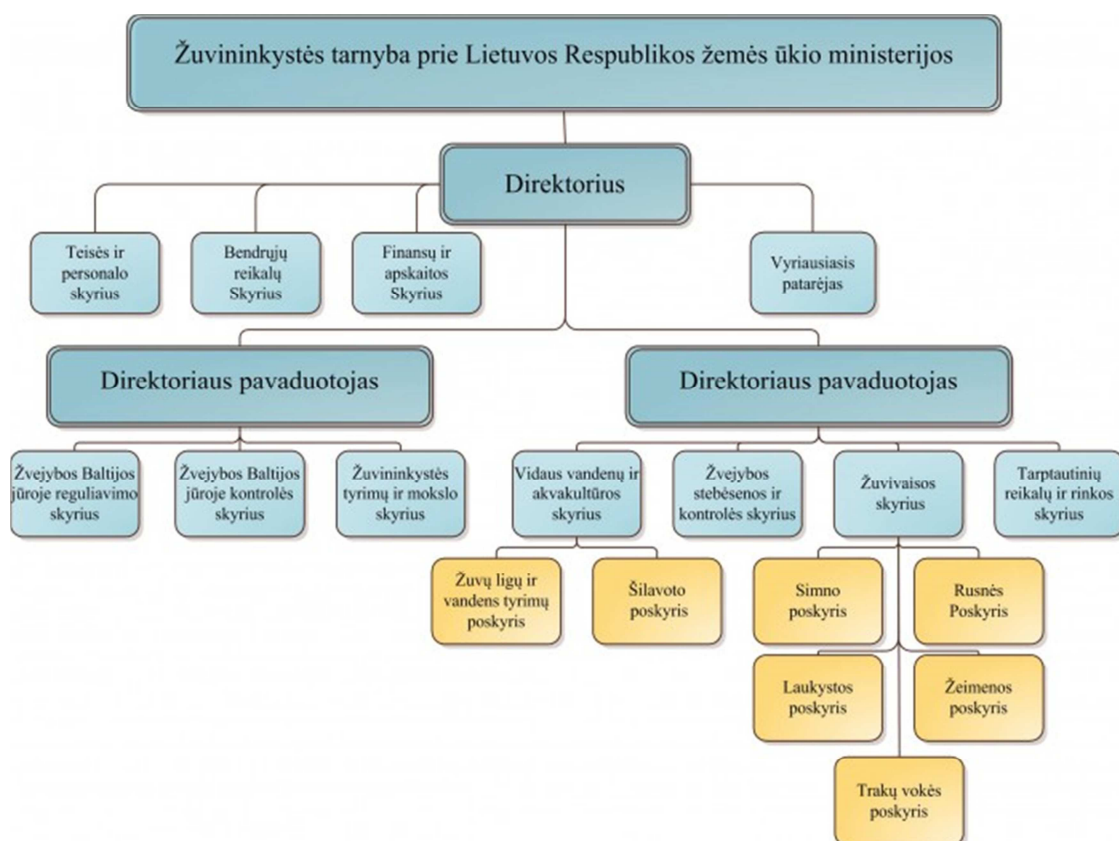 Žuvininkystės tarnyba prie Lietuvos Respublikos žemės ūkio ministerijos
Direktorius
Teisės ir
personalo
skyrius
Bendrųjų
reikalų
Skyrius
Finansų ir
apskaitos
Skyrius
Vyriausiasis
patarėjas
Direktoriaus pavaduotojas
Direktoriaus pavaduotojas
Žvejybos Baltijos
jūroje reguliavimo
skyrius
Žvejybos Baltijos
jūroje kontrolės
skyrius
Žuvininkystės
tyrimų ir mokslo
skyrius
Vidaus vandenų ir
akvakultūros
skyrius
Žvejybos
stebėsenos ir
kontrolės skyrius
Žuvivaisos
skyrius
Tarptautinių
reikalų ir rinkos
skyrius
Žuvų ligų ir
vandens tyrimų
poskyris
Šilavoto
poskyris
Simno
poskyris
Rusnės
Poskyris
Laukystos
poskyris
Žeimenos
poskyris
Trakų vokės
poskyris